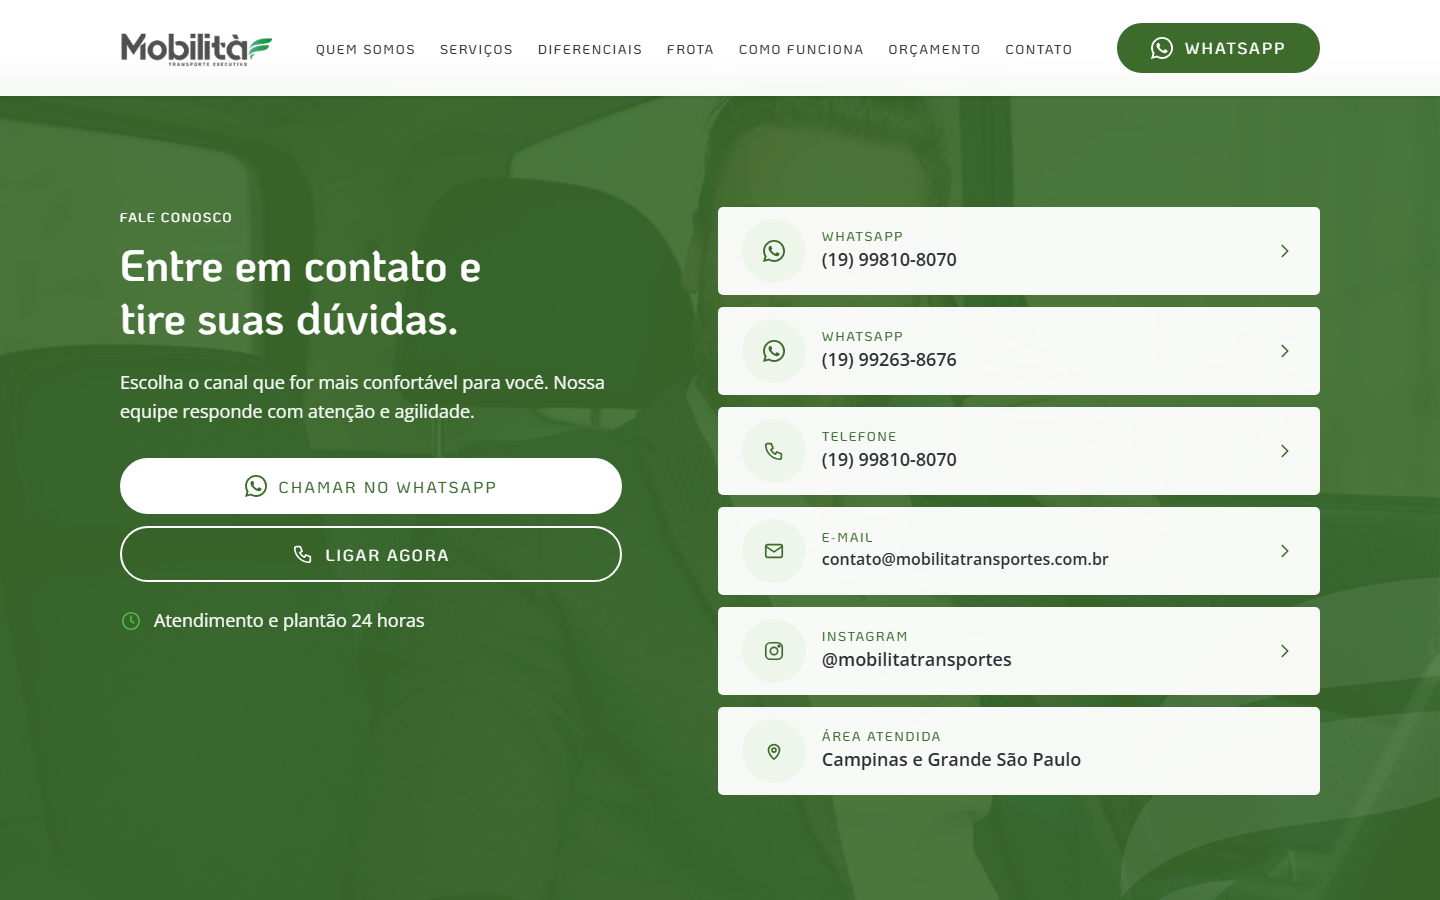 Mobilità
TRANSPORTE EXECUTIVO
QUEM SOMOS
SERVIÇOS
DIFERENCIAIS
FROTA
COMO FUNCIONA
ORÇAMENTO
CONTATO
WHATSAPP
FALE CONOSCO
Entre em contato e
tire suas dúvidas.
Escolha o canal que for mais confortável para você. Nossa
equipe responde com atenção e agilidade.
CHAMAR NO WHATSAPP
LIGAR AGORA
Atendimento e plantão 24 horas
WHATSAPP
(19) 99810-8070
WHATSAPP
(19) 99263-8676
TELEFONE
(19) 99810-8070
E-MAIL
contato@mobilitatransportes.com.br
INSTAGRAM
@mobilitatransportes
ÁREA ATENDIDA
Campinas e Grande São Paulo